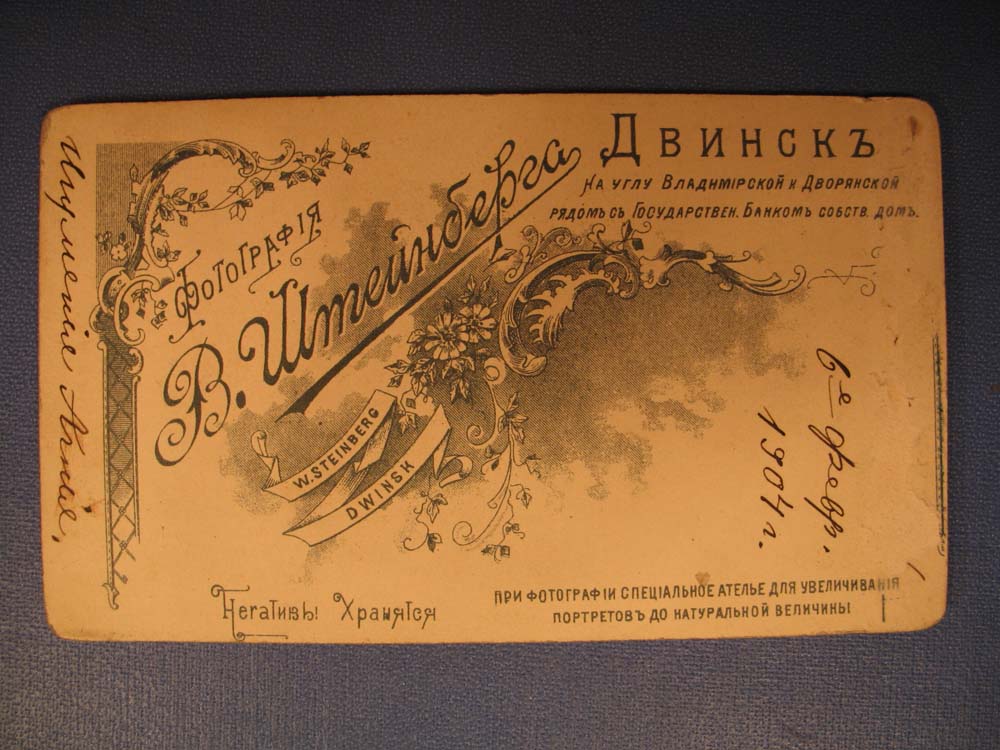 ДВИНСКЪ
НА УГЛУ ВЛАДИМІРСКОЙ И ДВОРЯНСКОЙ
РЯДОМЪ СЪ ГОСУДАРСТВЕН. БАНКОМЪ СОБСТВ. ДОМЪ.
ФОТОГРАФІЯ
В. Штейнберга
W. STEINBERG
DWINSK
6е февр.
1904 г.
Негативы Хранятся
ПРИ ФОТОГРАФІИ СПЕЦІАЛЬНОЕ АТЕЛЬЕ ДЛЯ УВЕЛИЧИВАНІЯ
ПОРТРЕТОВЪ ДО НАТУРАЛЬНОЙ ВЕЛИЧИНЫ